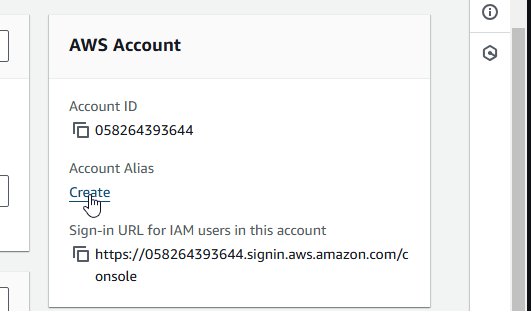 AWS Account
Account ID
058264393644
Account Alias
Create
Sign-in URL for IAM users in this account
https://058264393644.signin.aws.amazon.com/c
onsole